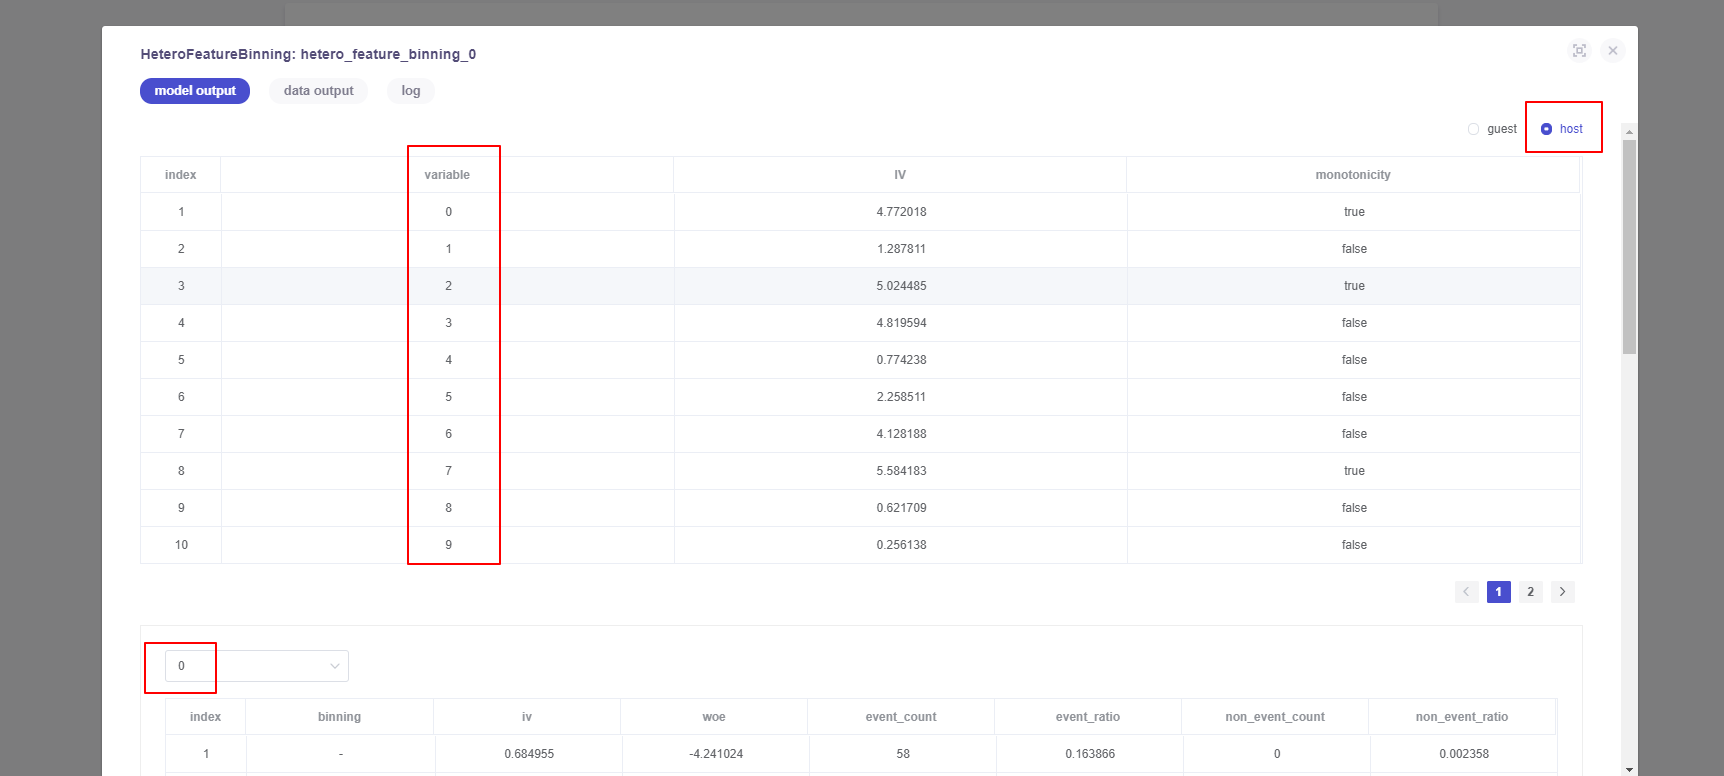 HeteroFeatureBinning: hetero_feature_binning_0
model output data output log
guest host
index variable IV monotonicity
1 0 4.772018 true
2 1 1.287811 false
3 2 5.024485 true
4 3 4.819594 false
5 4 0.774238 false
6 5 2.258511 false
7 6 4.128188 false
8 7 5.584183 true
9 8 0.621709 false
10 9 0.256138 false
1 2
0
index binning iv woe event_count event_ratio non_event_count non_event_ratio
1 - 0.684955 -4.241024 58 0.163866 0 0.002358